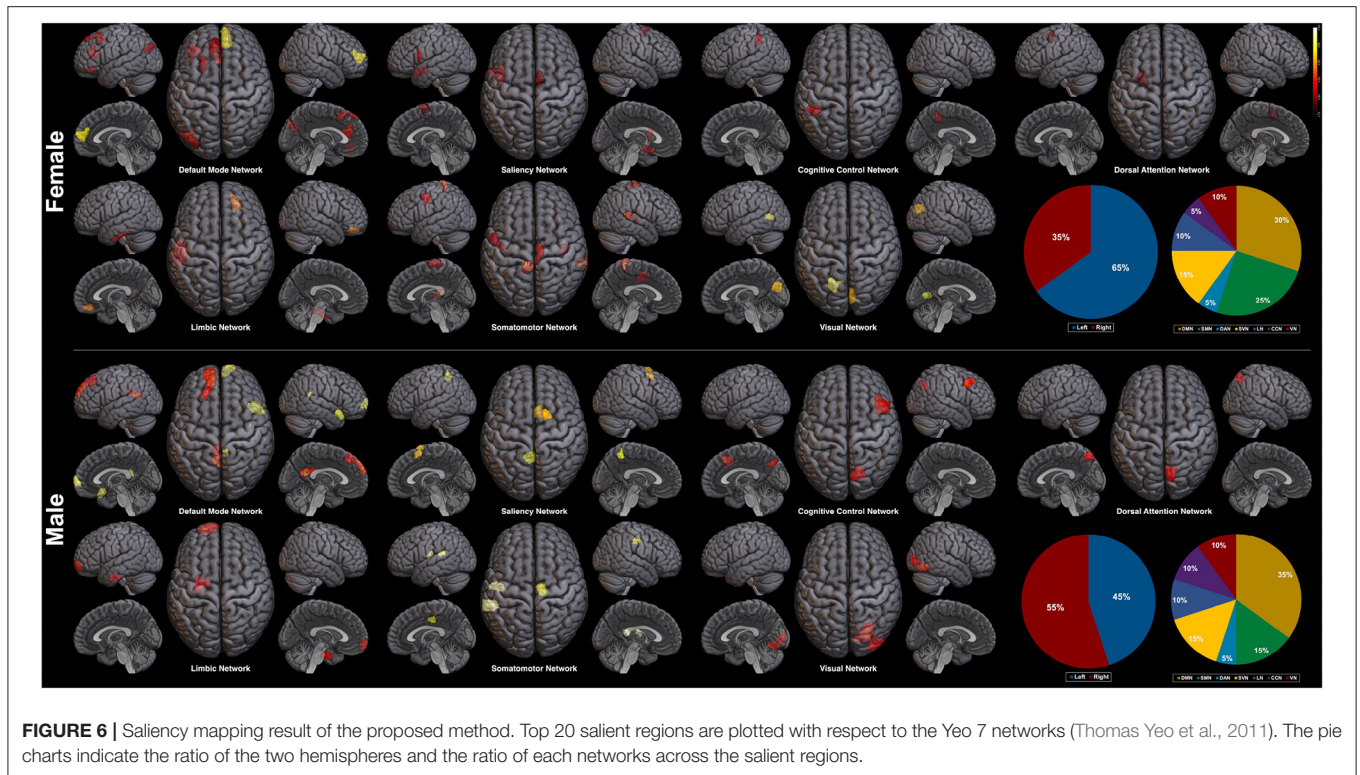 Female
Default Mode Network
Saliency Network
Cognitive Control Network
Dorsal Attention Network
Limbic Network
Somatomotor Network
Visual Network
35%
65%
Left Right
10%
5%
10%
15%
5%
25%
30%
DMN SMN DAN SVN LN CCN VN
Male
Default Mode Network
Saliency Network
Cognitive Control Network
Dorsal Attention Network
Limbic Network
Somatomotor Network
Visual Network
55%
45%
Left Right
10%
10%
10%
15%
5%
15%
35%
DMN SMN DAN SVN LN CCN VN
FIGURE 6 | Saliency mapping result of the proposed method. Top 20 salient regions are plotted with respect to the Yeo 7 networks (Thomas Yeo et al., 2011). The pie
charts indicate the ratio of the two hemispheres and the ratio of each networks across the salient regions.